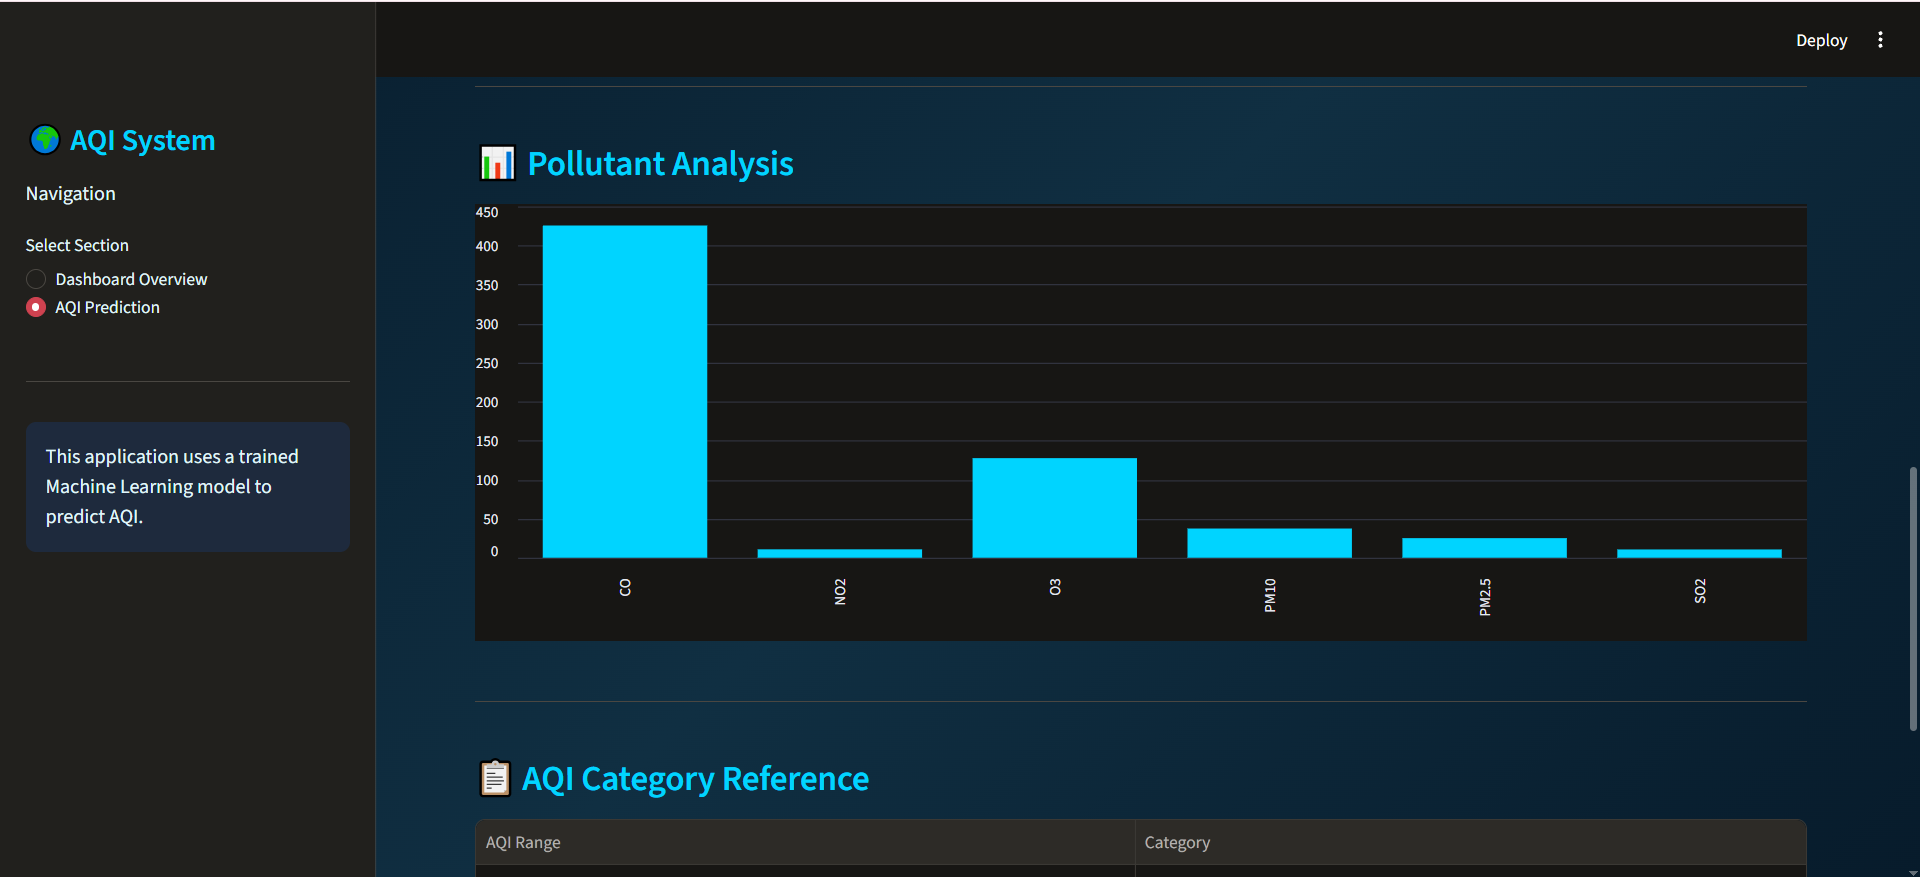 Deploy
AQI System
Navigation
Select Section
Dashboard Overview
AQI Prediction
This application uses a trained
Machine Learning model to
predict AQI.
Pollutant Analysis
450
400
350
300
250
200
150
100
50
0
CO
NO2
O3
PM10
PM2.5
SO2
AQI Category Reference
AQI Range
Category